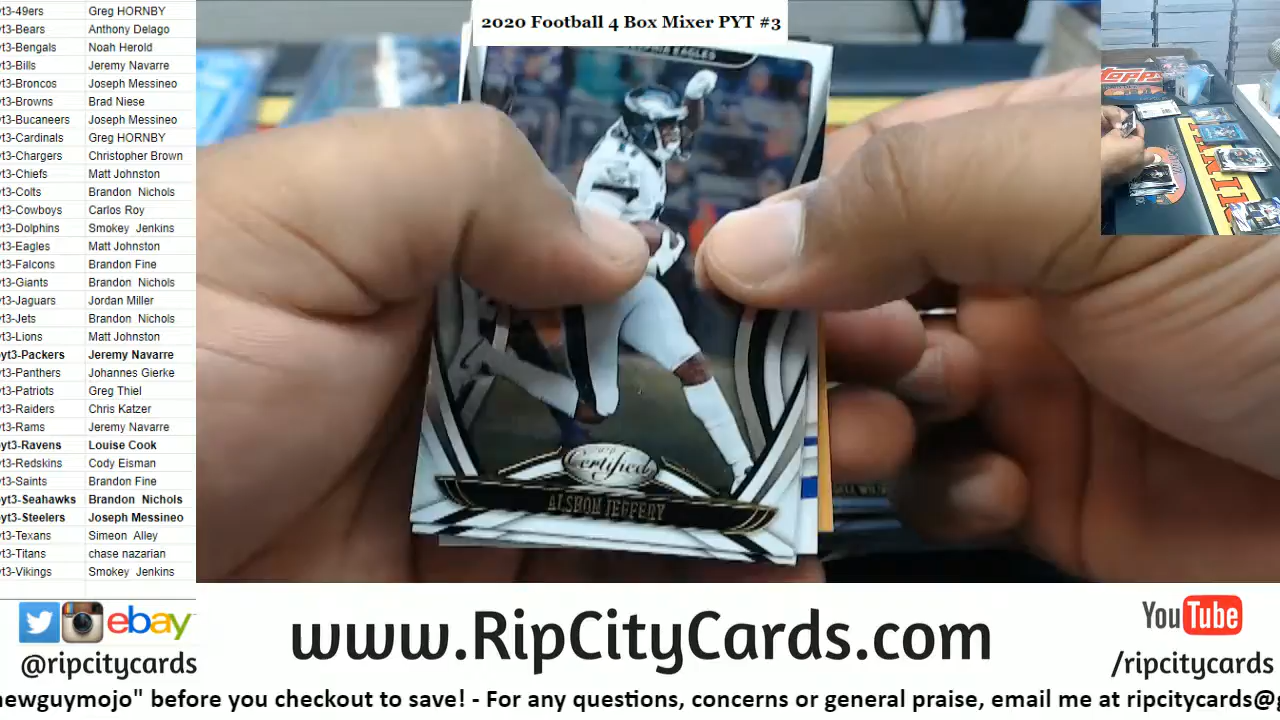 2020 Football 4 Box Mixer PYT #3
yt3-49ers Greg HORNBY
yt3-Bears Anthony Delago
yt3-Bengals Noah Herold
yt3-Bills Jeremy Navarre
yt3-Broncos Joseph Messineo
yt3-Browns Brad Niese
yt3-Bucaneers Joseph Messineo
yt3-Cardinals Greg HORNBY
yt3-Chargers Christopher Brown
yt3-Chiefs Matt Johnston
yt3-Colts Brandon Nichols
yt3-Cowboys Carlos Roy
yt3-Dolphins Smokey Jenkins
yt3-Eagles Matt Johnston
yt3-Falcons Brandon Fine
yt3-Giants Brandon Nichols
yt3-Jaguars Jordan Miller
yt3-Jets Brandon Nichols
yt3-Lions Matt Johnston
yt3-Packers Jeremy Navarre
yt3-Panthers Johannes Gierke
yt3-Patriots Greg Thiel
yt3-Raiders Chris Katzer
yt3-Rams Jeremy Navarre
yt3-Ravens Louise Cook
yt3-Redskins Cody Eisman
yt3-Saints Brandon Fine
yt3-Seahawks Brandon Nichols
yt3-Steelers Joseph Messineo
yt3-Texans Simeon Alley
yt3-Titans chase nazarian
yt3-Vikings Smokey Jenkins
EAGLES
Certified
ALSHON JEFFERY
topps
ebay
@ripcitycards
www.RipCityCards.com
YouTube
/ripcitycards
newguymojo" before you checkout to save! - For any questions, concerns or general praise, email me at ripcitycards@g